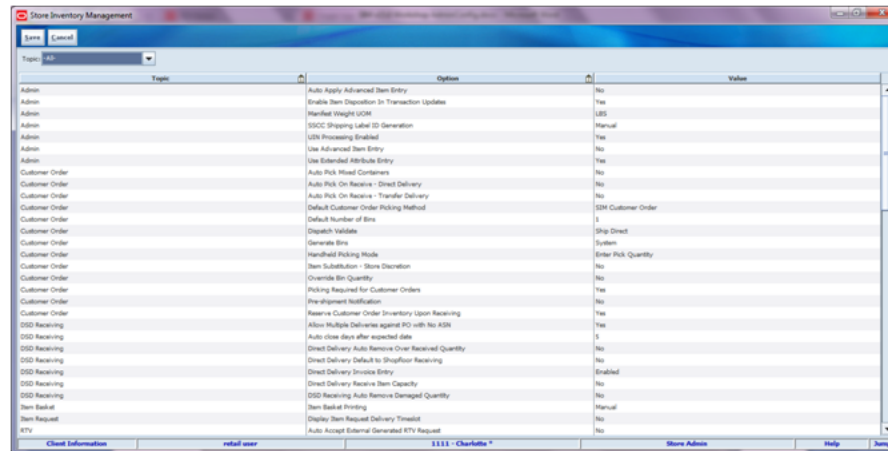 Store Inventory Management
Save Cancel
Topic: -All-
Topic Option Value
Admin Auto Apply Advanced Item Entry No
Admin Enable Item Disposition In Transaction Updates Yes
Admin Manifest Weight UOM LBS
Admin SSCC Shipping Label ID Generation Manual
Admin UIN Processing Enabled Yes
Admin Use Advanced Item Entry No
Admin Use Extended Attribute Entry Yes
Customer Order Auto Pick Mixed Containers No
Customer Order Auto Pick On Receive - Direct Delivery No
Customer Order Auto Pick On Receive - Transfer Delivery No
Customer Order Default Customer Order Picking Method SIM Customer Order
Customer Order Default Number of Bins 1
Customer Order Dispatch Validate Ship Direct
Customer Order Generate Bins System
Customer Order Handheld Picking Mode Enter Pick Quantity
Customer Order Item Substitution - Store Discretion No
Customer Order Override Bin Quantity No
Customer Order Picking Required for Customer Orders Yes
Customer Order Pre-shipment Notification No
Customer Order Reserve Customer Order Inventory Upon Receiving Yes
DSD Receiving Allow Multiple Deliveries against PO with No ASN Yes
DSD Receiving Auto close days after expected date 5
DSD Receiving Direct Delivery Auto Remove Over Received Quantity No
DSD Receiving Direct Delivery Default to Shopfloor Receiving No
DSD Receiving Direct Delivery Invoice Entry Enabled
DSD Receiving Direct Delivery Receive Item Capacity No
DSD Receiving DSD Receiving Auto Remove Damaged Quantity No
Item Basket Item Basket Printing Manual
Item Request Display Item Request Delivery Timeslot No
RTV Auto Accept External Generated RTV Request No
Client Information retail user 1111 - Charlotte * Store Admin Help Jump